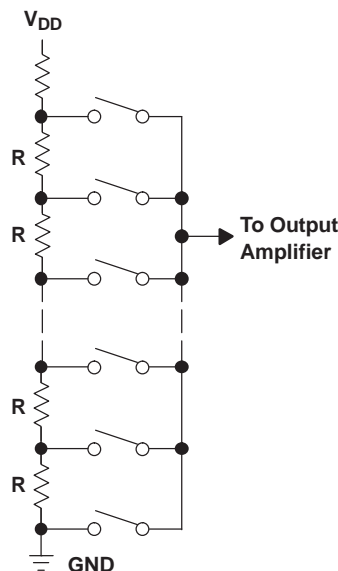 VDD
R
R
To Output
Amplifier
R
R
GND